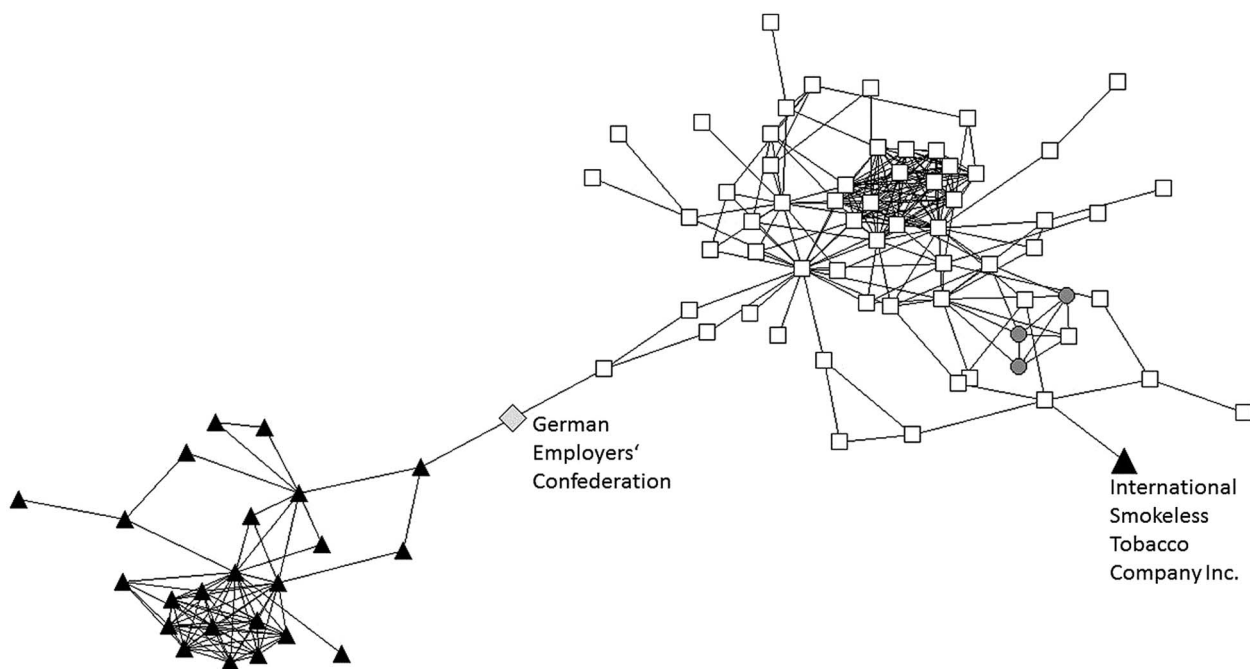 German
Employers‘
Confederation
International
Smokeless
Tobacco
Company Inc.